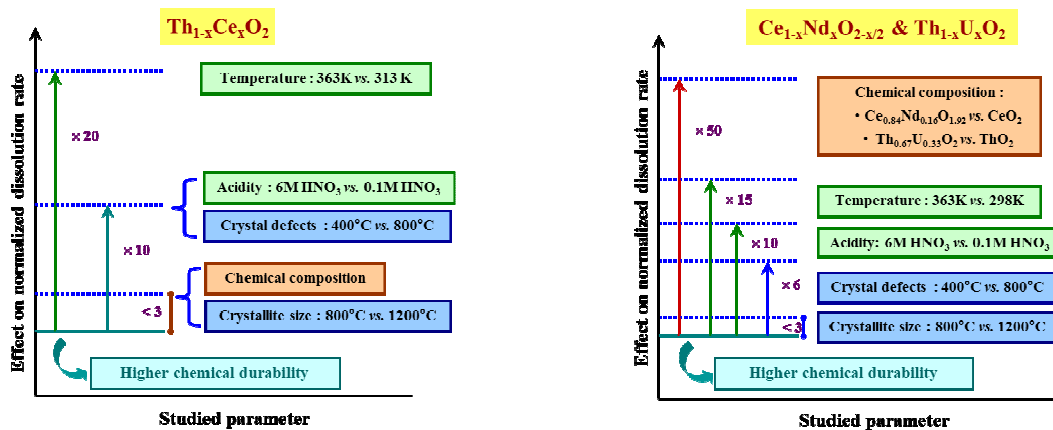 Th1-xCexO2
Effect on normalized dissolution rate
Temperature : 363K vs. 313 K
× 20
Acidity : 6M HNO3 vs. 0.1M HNO3
Crystal defects : 400°C vs. 800°C
× 10
Chemical composition
< 3
Crystallite size : 800°C vs. 1200°C
Higher chemical durability
Studied parameter
Ce1-xNdxO2-x/2 & Th1-xUxO2
Effect on normalized dissolution rate
Chemical composition :
• Ce0.84Nd0.16O1.92 vs. CeO2
• Th0.67U0.33O2 vs. ThO2
× 50
× 15
Temperature : 363K vs. 298K
× 10
Acidity: 6M HNO3 vs. 0.1M HNO3
× 6
Crystal defects : 400°C vs. 800°C
< 3
Crystallite size : 800°C vs. 1200°C
Higher chemical durability
Studied parameter